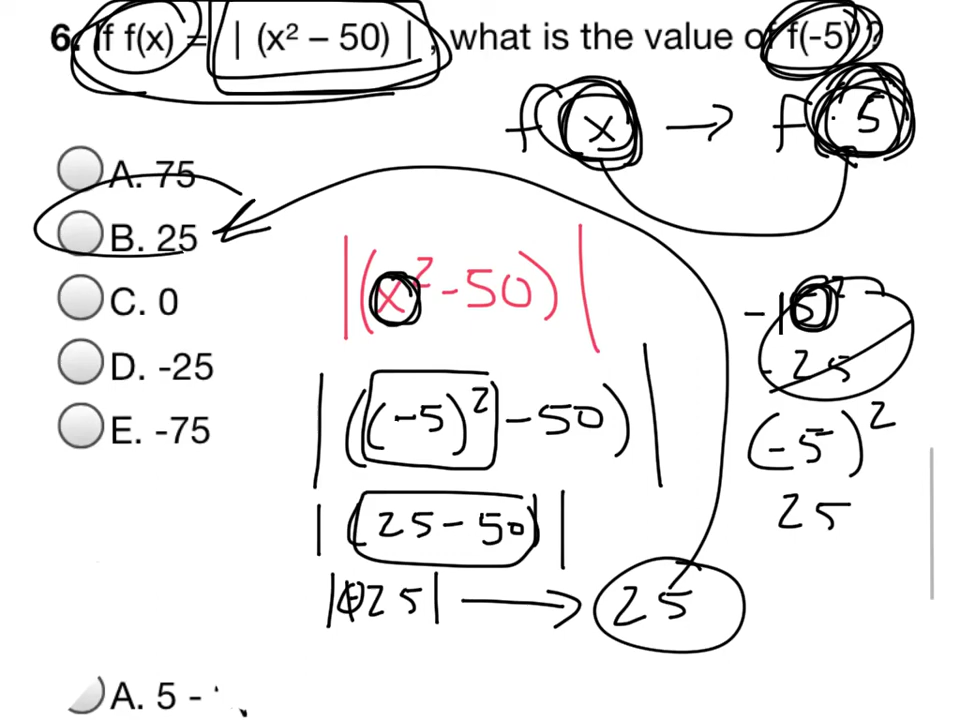 6. If f(x) = | (x² – 50) | , what is the value of f(-5) ?
f(x) → f(-5)
A. 75
B. 25
C. 0
D. -25
E. -75
|(x² -50)|
|((-5)² -50)|
|(25-50)|
|-25| → 25
25
(-5)²
25
A. 5 -